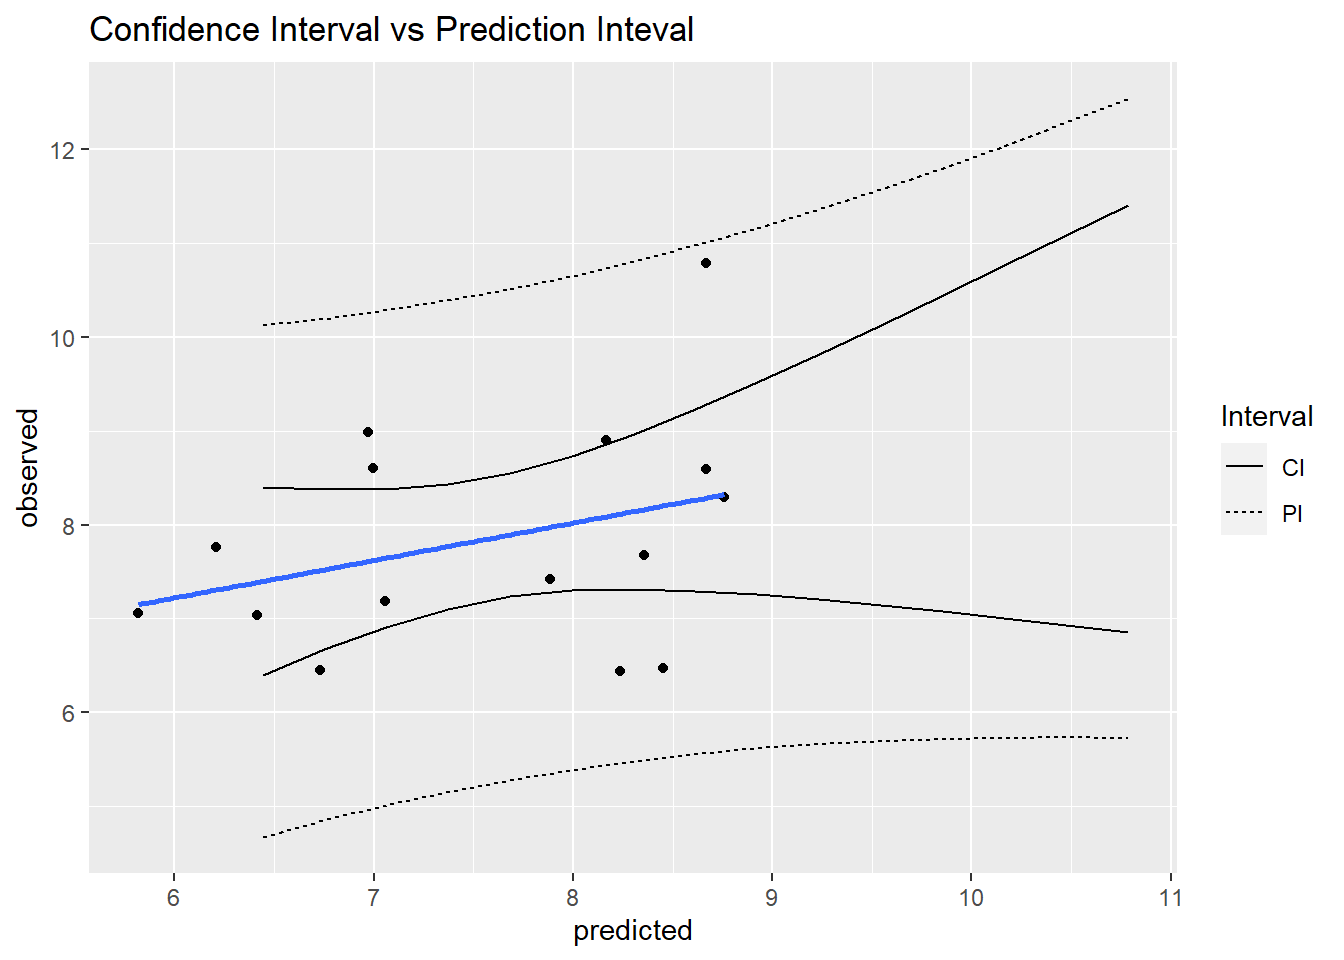 Confidence Interval vs Prediction Inteval
12
10
8
6
observed
6 7 8 9 10 11
predicted
Interval
CI
PI